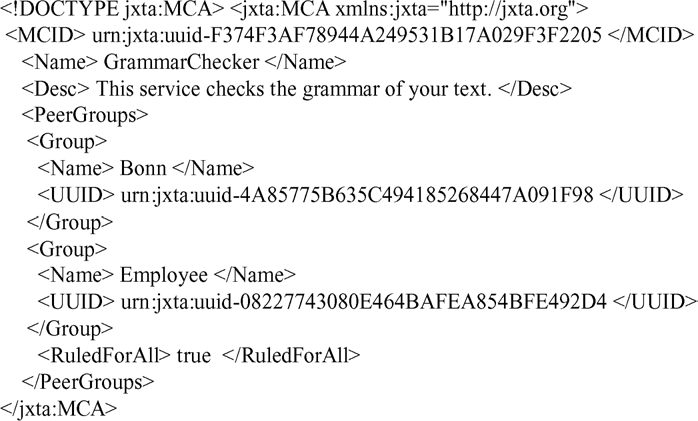 <!DOCTYPE jxta:MCA> <jxta:MCA xmlns:jxta="http://jxta.org">
<MCID> urn:jxta:uuid-F374F3AF78944A249531B17A029F3F2205 </MCID>
<Name> GrammarChecker </Name>
<Desc> This service checks the grammar of your text. </Desc>
<PeerGroups>
<Group>
<Name> Bonn </Name>
<UUID> urn:jxta:uuid-4A85775B635C494185268447A091F98 </UUID>
</Group>
<Group>
<Name> Employee </Name>
<UUID> urn:jxta:uuid-08227743080E464BAFEA854BFE492D4 </UUID>
</Group>
<RuledForAll> true </RuledForAll>
</PeerGroups>
</jxta:MCA>